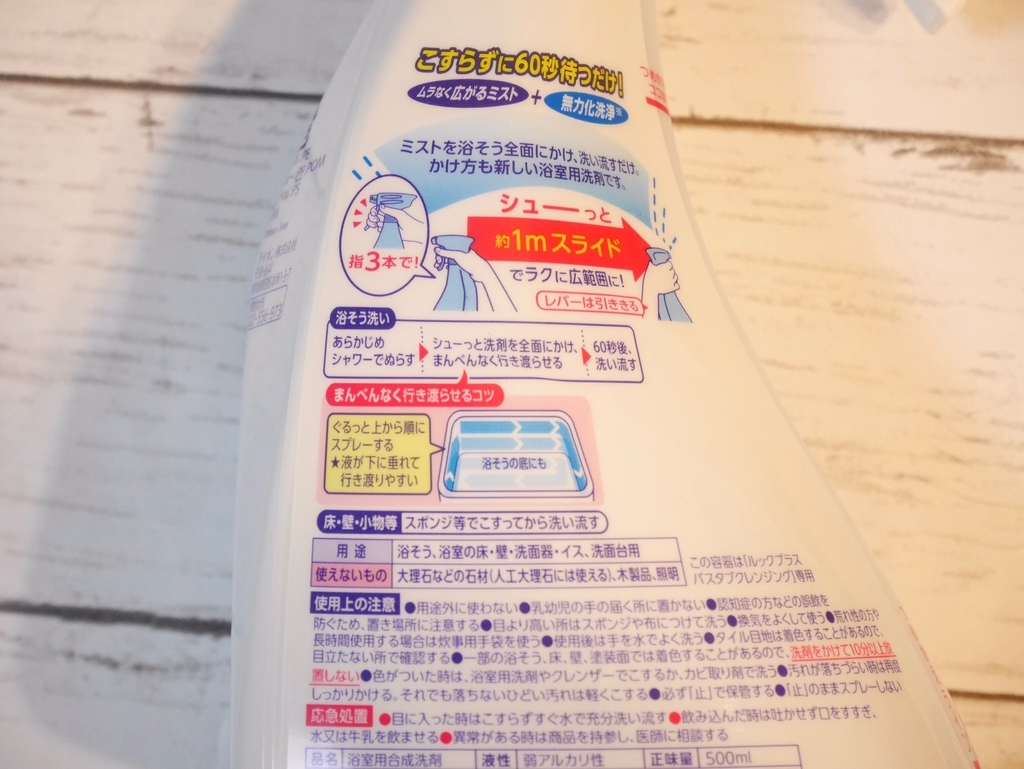 こすらずに60秒待つだけ!
ムラなく広がるミスト + 無力化洗浄※
ミストを浴そう全面にかけ、洗い流すだけ。
かけ方も新しい浴室用洗剤です。
シューーっと
約1mスライド
指3本で!
でラクに広範囲に!
レバーは引ききる
浴そう洗い
あらかじめ
シャワーでぬらす
シューっと洗剤を全面にかけ、
まんべんなく行き渡らせる
60秒後、
洗い流す
まんべんなく行き渡らせるコツ
ぐるっと上から順に
スプレーする
★液が下に垂れて
行き渡りやすい
浴そうの底にも
床・壁・小物等 スポンジ等でこすってから洗い流す
用途 浴そう、浴室の床・壁・洗面器・イス、洗面台用
使えないもの 大理石などの石材(人工大理石には使える)、木製品、照明
この容器は「ルックプラス
バスタブクレンジング」専用
使用上の注意 ●用途外に使わない●乳幼児の手の届く所に置かない●認知症の方などの誤飲を
防ぐため、置き場所に注意する●目より高い所はスポンジや布につけて洗う●換気をよくして使う●荒れ性の方や
長時間使用する場合は炊事用手袋を使う●使用後は手を水でよく洗う●タイル目地は着色することがあるので、
目立たない所で確認する●一部の浴そう、床、壁、塗装面では着色することがあるので、洗剤をかけて10分以上放
置しない●色がついた時は、浴室用洗剤やクレンザーでこするか、カビ取り剤で洗う●汚れが落ちづらい時は再度
しっかりかける。それでも落ちないひどい汚れは軽くこする●必ず「止」で保管する●「止」のままスプレーしない
応急処置 ●目に入った時はこすらずすぐ水で充分洗い流す●飲み込んだ時は吐かせず口をすすぎ、
水又は牛乳を飲ませる●異常がある時は商品を持参し、医師に相談する
品名 浴室用合成洗剤 液性 弱アルカリ性 正味量 500ml